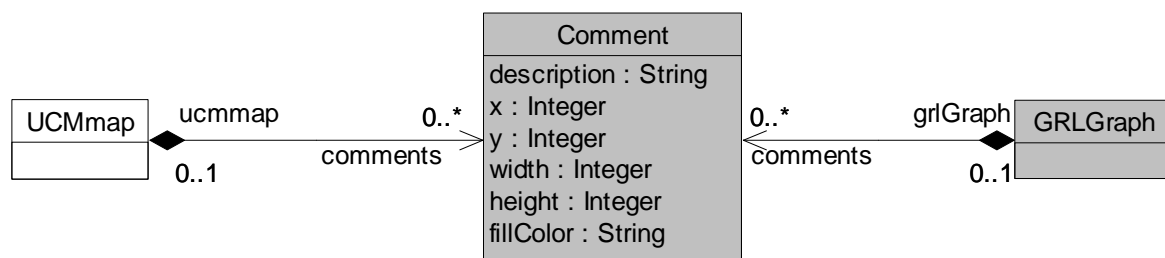 Comment
description : String
x : Integer
y : Integer
width : Integer
height : Integer
fillColor : String
UCMmap
ucmmap
0..1
0..*
comments
GRLGraph
grlGraph
0..1
0..*
comments